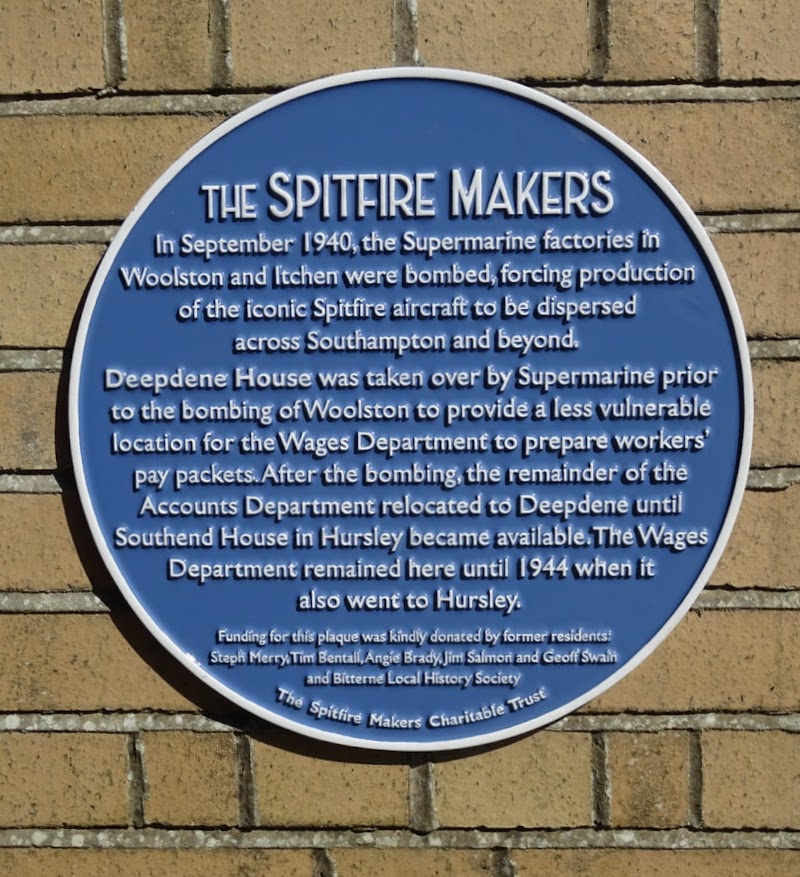 THE SPITFIRE MAKERS
In September 1940, the Supermarine factories in
Woolston and Itchen were bombed, forcing production
of the iconic Spitfire aircraft to be dispersed
across Southampton and beyond.
Deepdene House was taken over by Supermarine prior
to the bombing of Woolston to provide a less vulnerable
location for the Wages Department to prepare workers'
pay packets. After the bombing, the remainder of the
Accounts Department relocated to Deepdene until
Southend House in Hursley became available. The Wages
Department remained here until 1944 when it
also went to Hursley.
Funding for this plaque was kindly donated by former residents:
Steph Merry, Tim Bentall, Angie Brady, Jim Salmon and Geoff Swain
and Bitterne Local History Society
The Spitfire Makers Charitable Trust